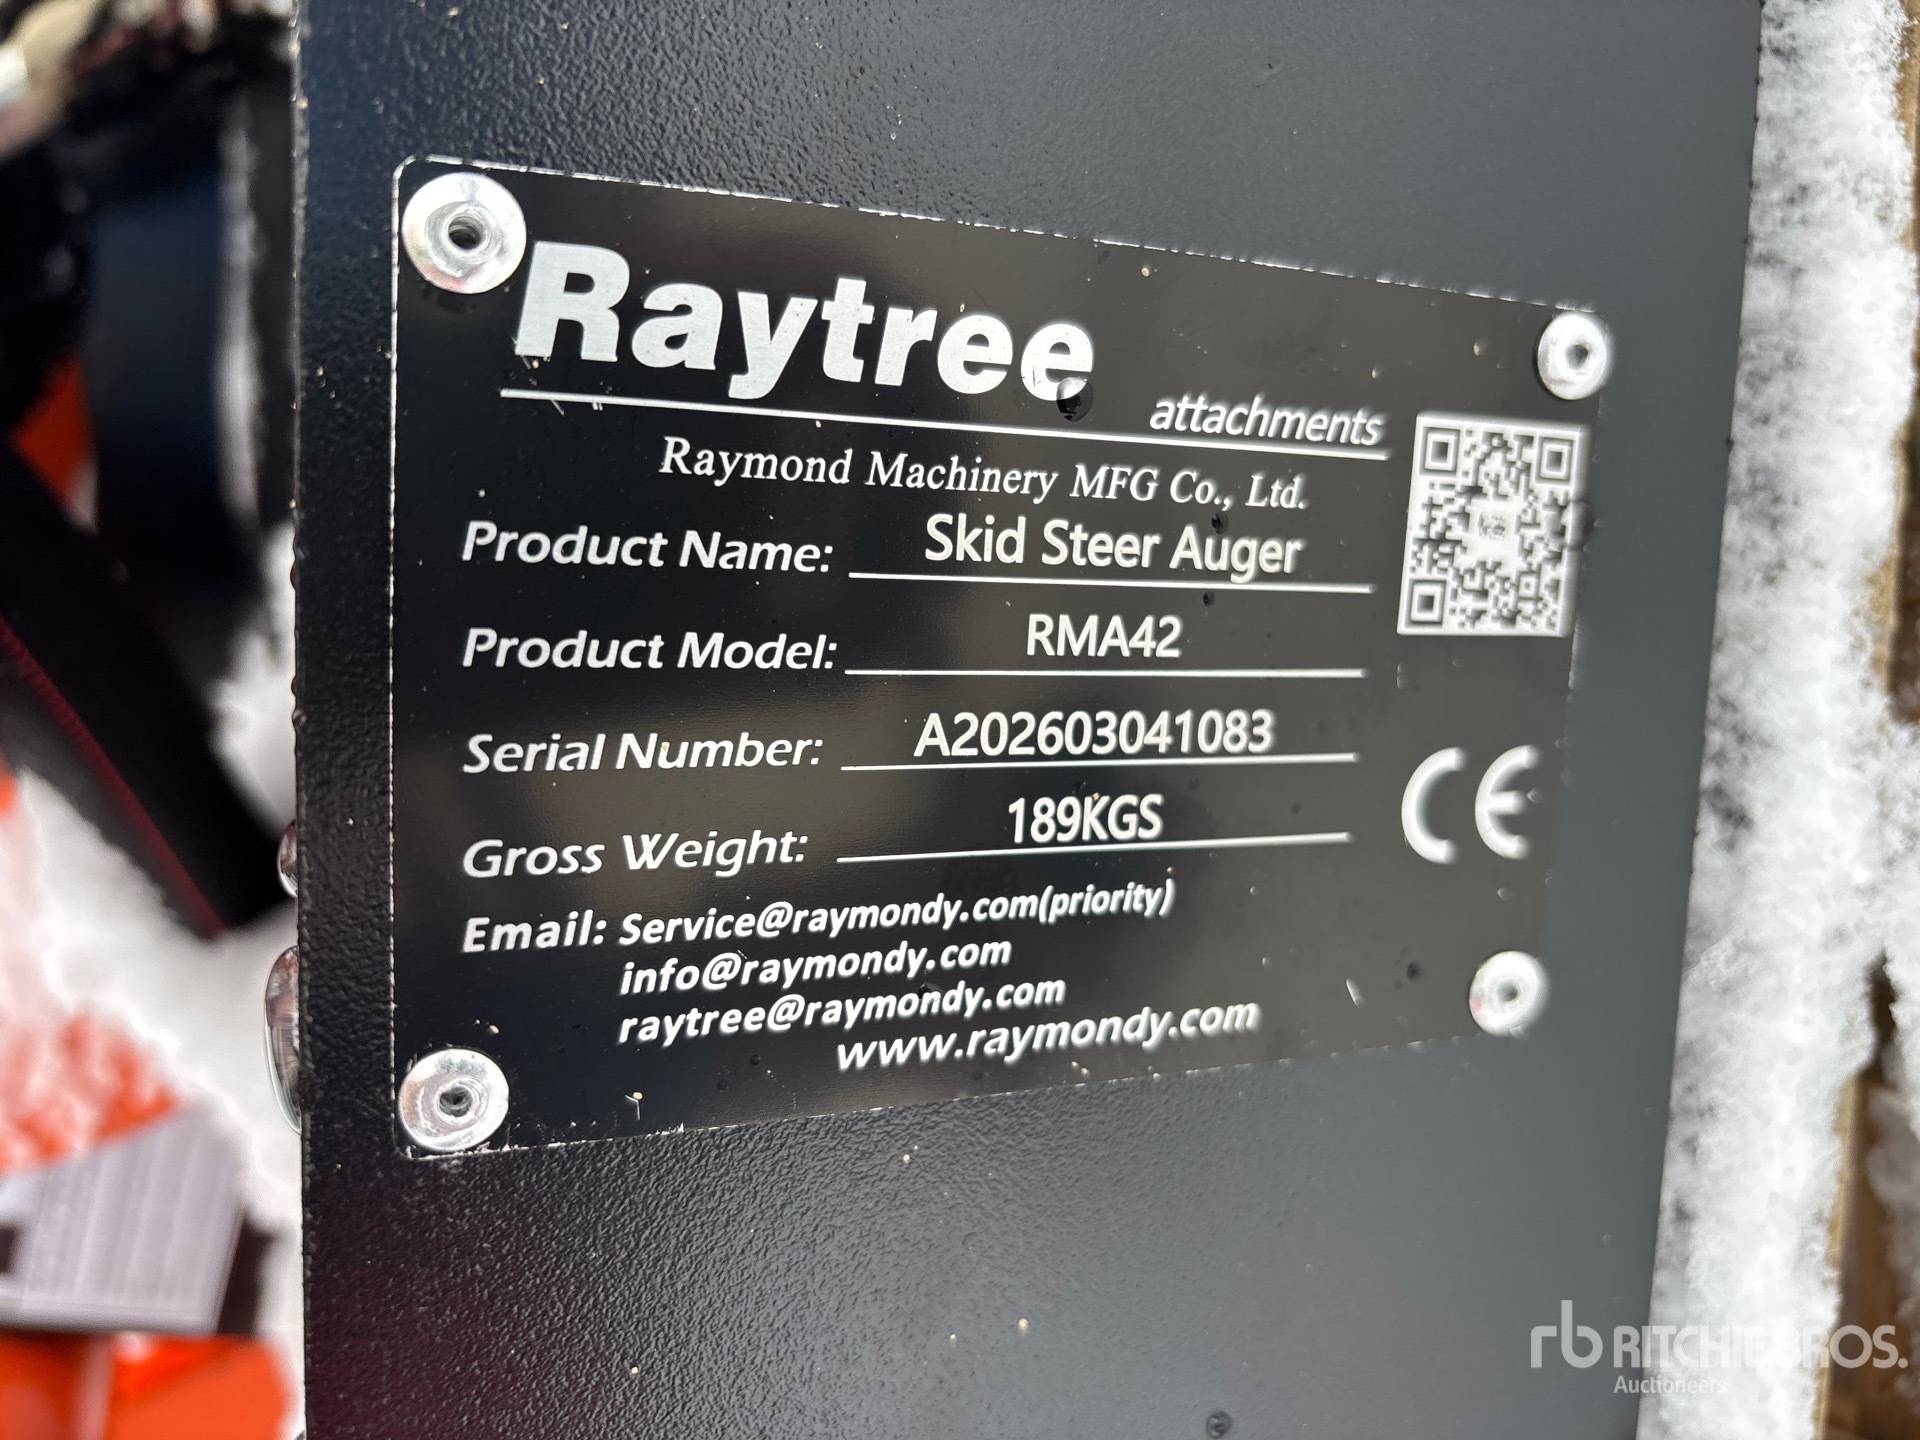 Raytree
attachments
Raymond Machinery MFG Co., Ltd.
Product Name: Skid Steer Auger
Product Model: RMA42
Serial Number: A202603041083
Gross Weight: 189KGS
CE
Email: Service@raymondy.com(priority)
info@raymondy.com
raytree@raymondy.com
www.raymondy.com
rb RITCHIE BROS.
Auctioneers